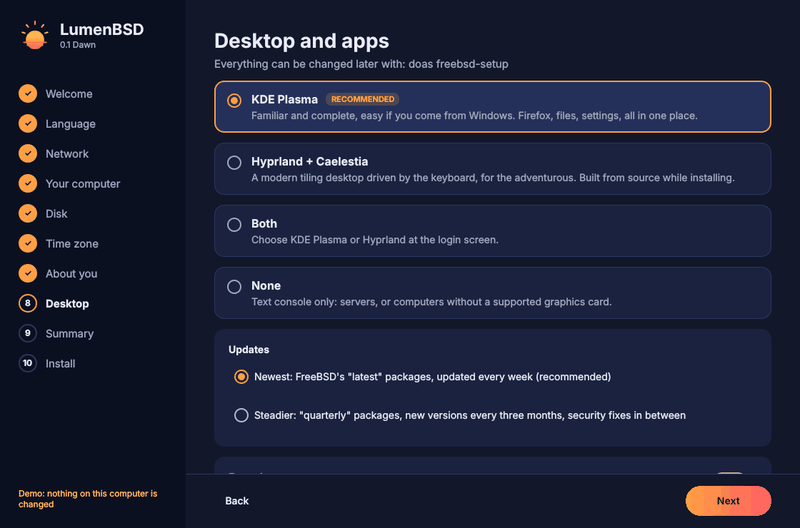 LumenBSD
0.1 Dawn
Welcome
Language
Network
Your computer
Disk
Time zone
About you
8 Desktop
9 Summary
10 Install
Demo: nothing on this computer is
changed
Desktop and apps
Everything can be changed later with: doas freebsd-setup
KDE Plasma RECOMMENDED
Familiar and complete, easy if you come from Windows. Firefox, files, settings, all in one place.
Hyprland + Caelestia
A modern tiling desktop driven by the keyboard, for the adventurous. Built from source while installing.
Both
Choose KDE Plasma or Hyprland at the login screen.
None
Text console only: servers, or computers without a supported graphics card.
Updates
Newest: FreeBSD's "latest" packages, updated every week (recommended)
Steadier: "quarterly" packages, new versions every three months, security fixes in between
Back
Next